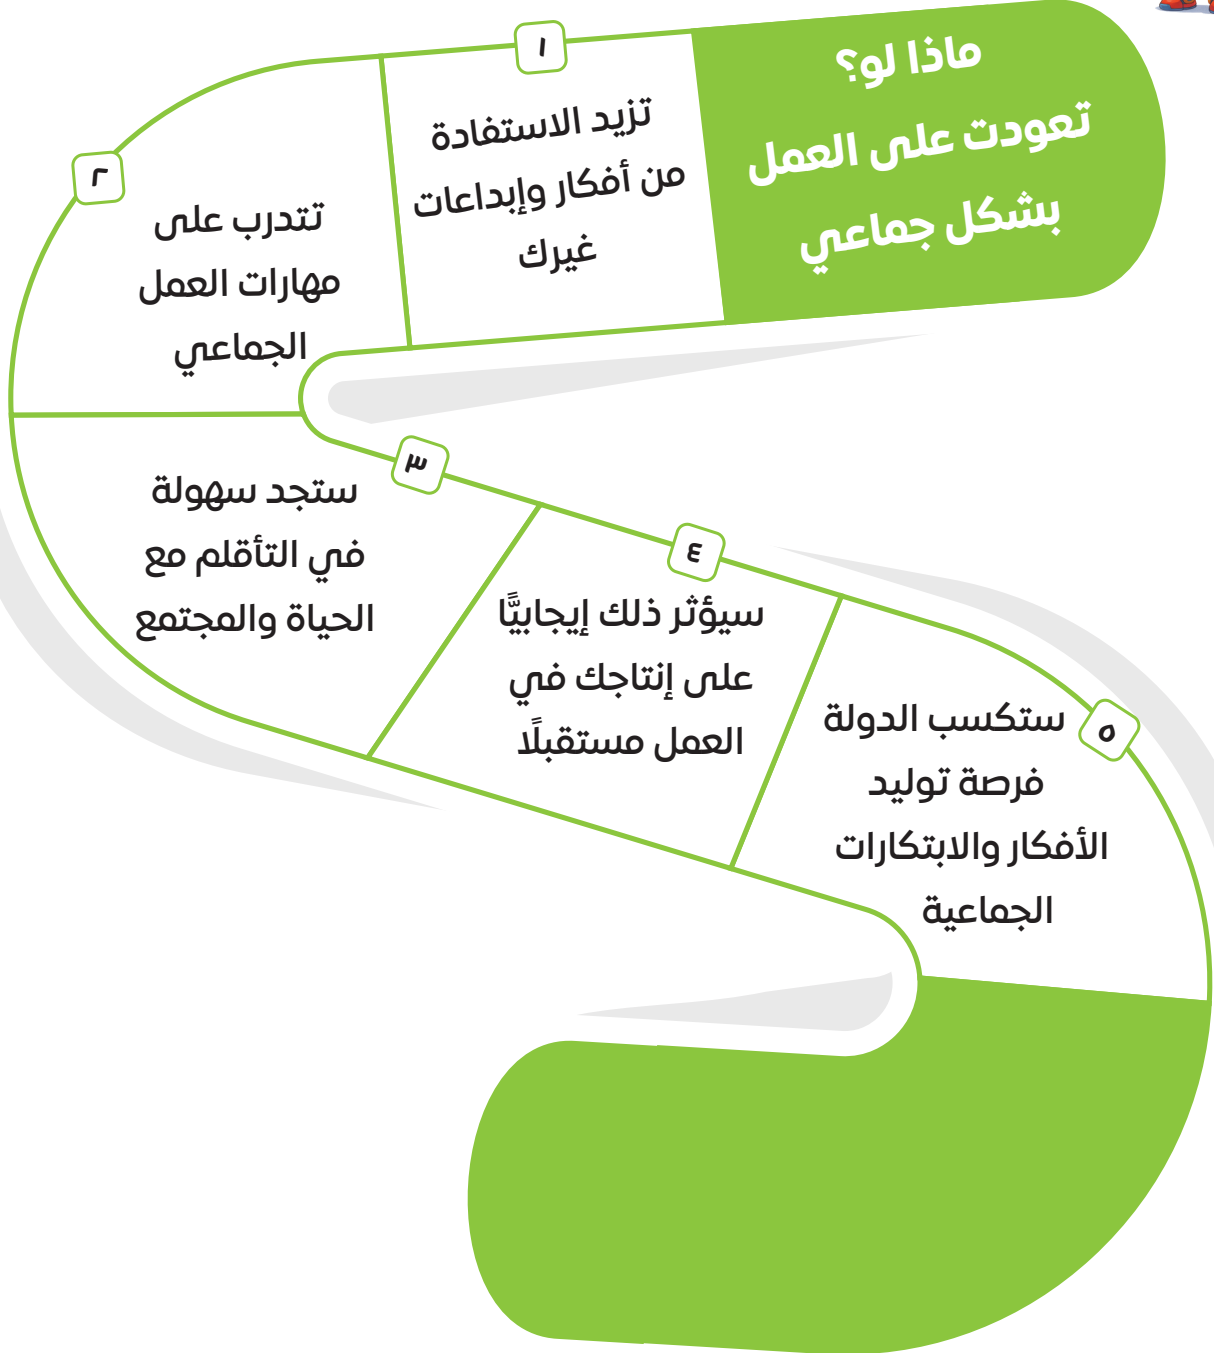 ماذا لو؟
تعودت على العمل
بشكل جماعي
١
تزيد الاستفادة
من أفكار وإبداعات
غيرك
٢
تتدرب على
مهارات العمل
الجماعي
٣
ستجد سهولة
في التأقلم مع
الحياة والمجتمع
٤
سيؤثر ذلك إيجابيًّا
على إنتاجك في
العمل مستقبلًا
٥
ستكسب الدولة
فرصة توليد
الأفكار والابتكارات
الجماعية